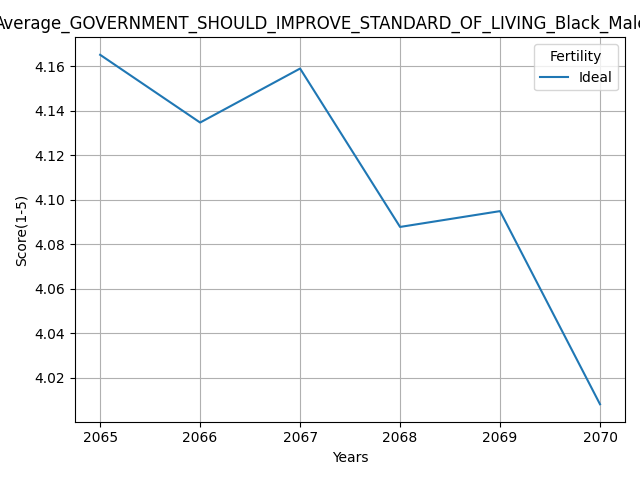 Average_GOVERNMENT_SHOULD_IMPROVE_STANDARD_OF_LIVING_Black_Male
Fertility
Ideal
4.16
4.14
4.12
4.10
4.08
4.06
4.04
4.02
Score(1-5)
2065 2066 2067 2068 2069 2070
Years